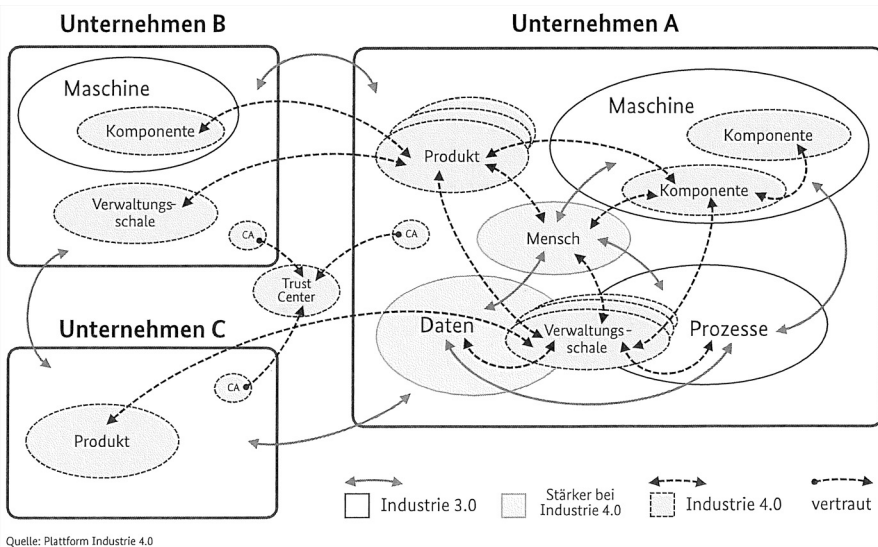 Unternehmen B
Unternehmen A
Maschine
Komponente
Verwaltungs-
schale
CA
Produkt
Maschine
Komponente
Komponente
CA
Mensch
Trust
Center
Daten
Verwaltungs-
schale
Prozesse
Unternehmen C
CA
Produkt
Industrie 3.0
Stärker bei
Industrie 4.0
Industrie 4.0
vertraut
Quelle: Plattform Industrie 4.0